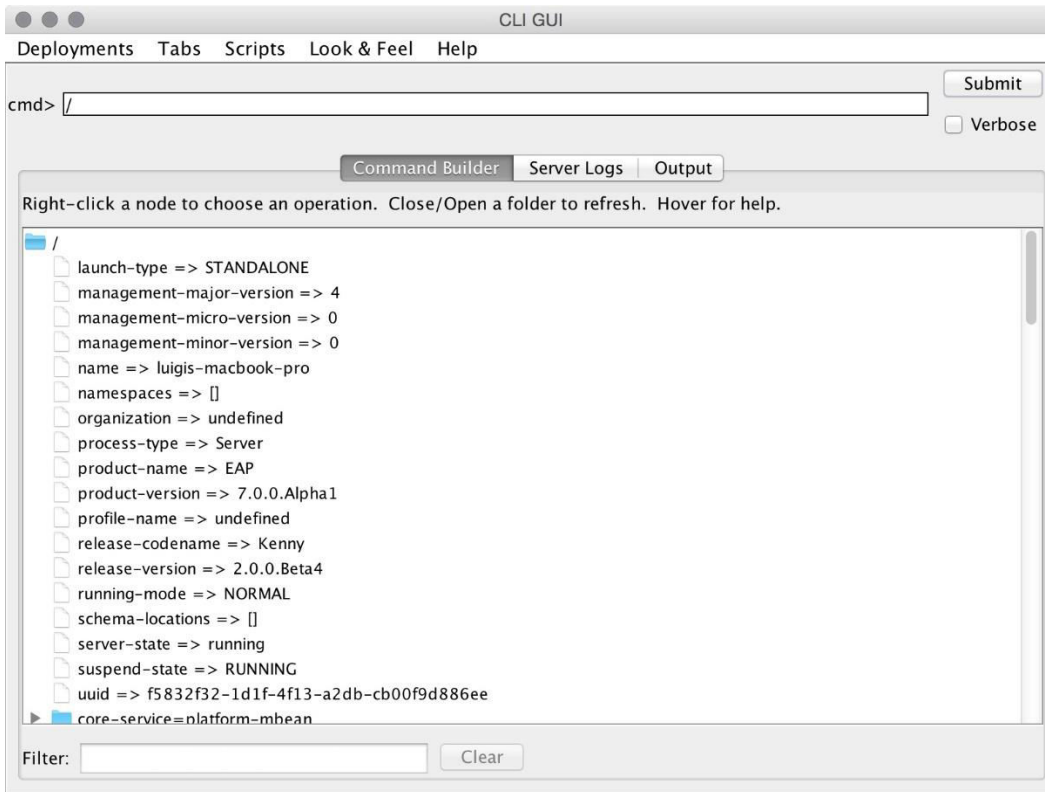 CLI GUI
Deployments Tabs Scripts Look & Feel Help
Submit
cmd> /
Verbose
Command Builder Server Logs Output
Right-click a node to choose an operation. Close/Open a folder to refresh. Hover for help.
/
launch-type => STANDALONE
management-major-version => 4
management-micro-version => 0
management-minor-version => 0
name => luigis-macbook-pro
namespaces => []
organization => undefined
process-type => Server
product-name => EAP
product-version => 7.0.0.Alpha1
profile-name => undefined
release-codename => Kenny
release-version => 2.0.0.Beta4
running-mode => NORMAL
schema-locations => []
server-state => running
suspend-state => RUNNING
uuid => f5832f32-1d1f-4f13-a2db-cb00f9d886ee
core-service=platform-mbean
Filter: Clear